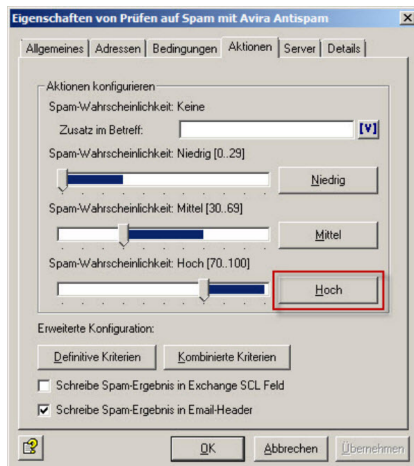 Eigenschaften von Prüfen auf Spam mit Avira Antispam
Allgemeines Adressen Bedingungen Aktionen Server Details
Aktionen konfigurieren
Spam-Wahrscheinlichkeit: Keine
Zusatz im Betreff: [V]
Spam-Wahrscheinlichkeit: Niedrig [0..29]
Niedrig
Spam-Wahrscheinlichkeit: Mittel [30..69]
Mittel
Spam-Wahrscheinlichkeit: Hoch [70..100]
Hoch
Erweiterte Konfiguration:
Definitive Kriterien Kombinierte Kriterien
Schreibe Spam-Ergebnis in Exchange SCL Feld
Schreibe Spam-Ergebnis in Email-Header
OK Abbrechen Übernehmen